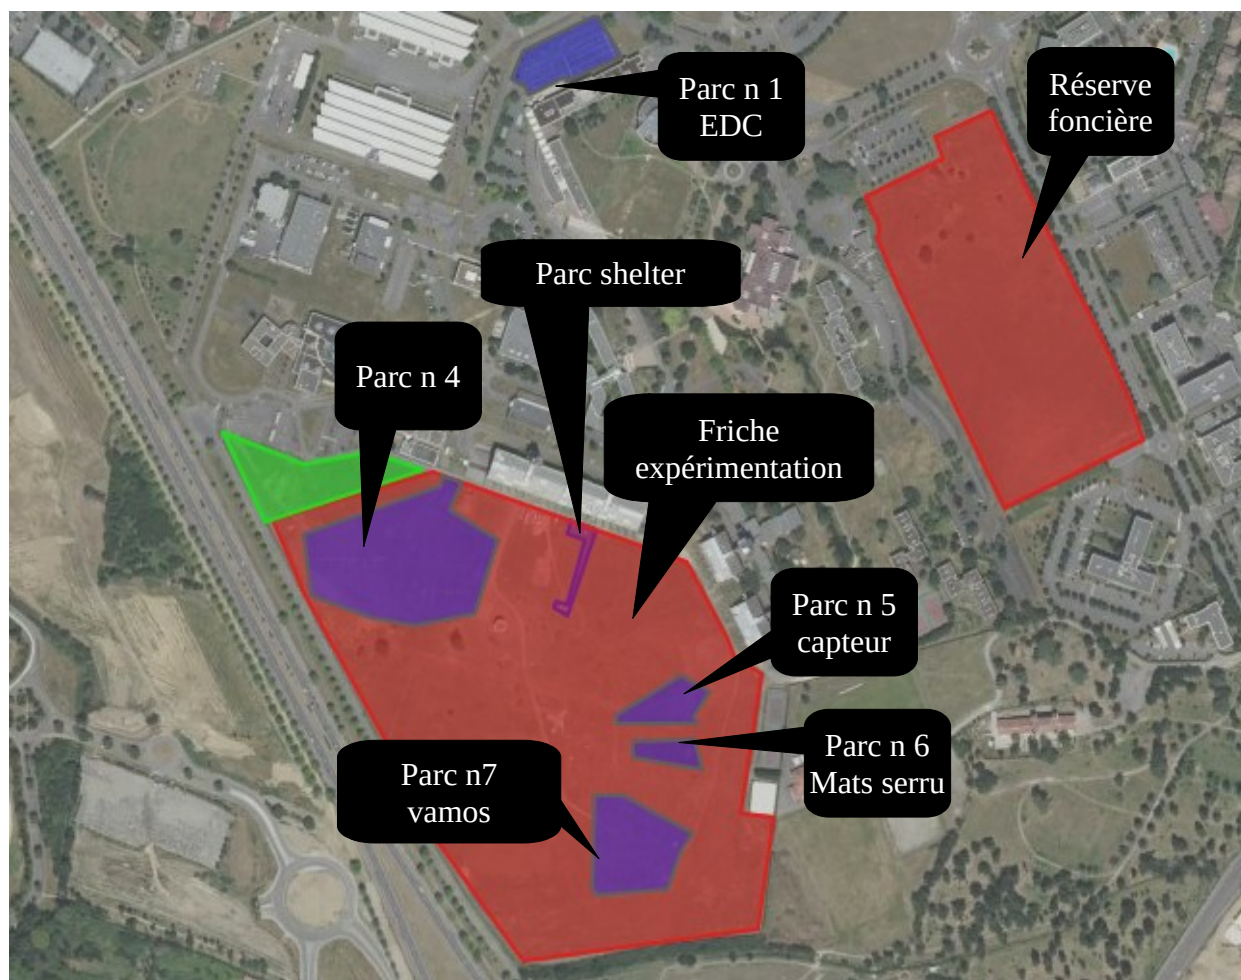 Parc n 1
EDC
Réserve
foncière
Parc shelter
Parc n 4
Friche
expérimentation
Parc n 5
capteur
Parc n 6
Mats serru
Parc n7
vamos